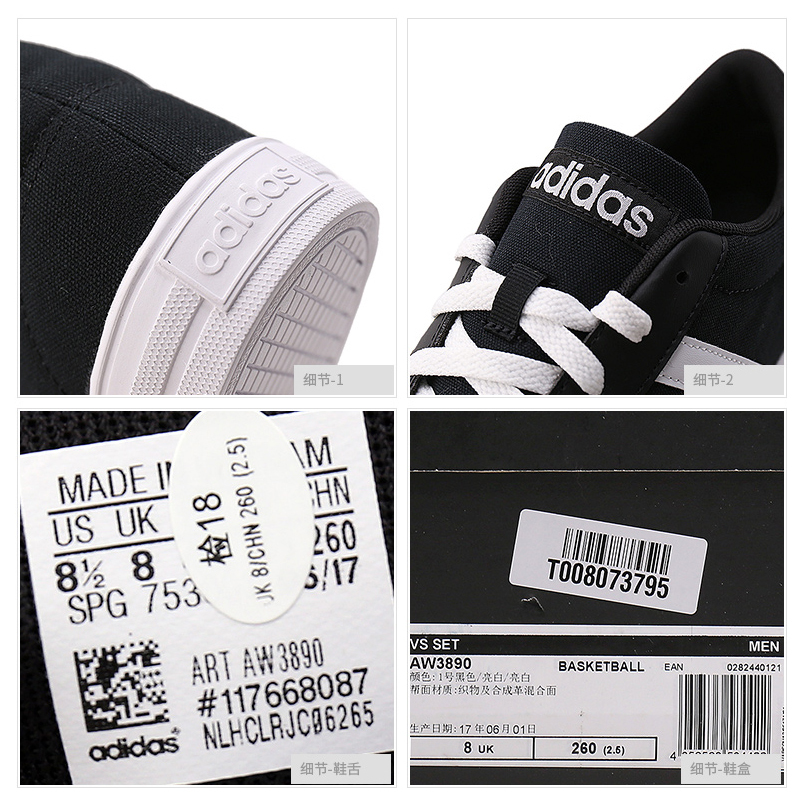 adidas
细节-1
adidas
细节-2
MADE IN
AM
US UK
CHN
8½ 8
260
SPG 753
/17
检18
UK 8/CHN 260 (2.5)
ART AW3890
#117668087
NLHCLRJC06265
adidas
细节-鞋舌
T008073795
VS SET
MEN
AW3890
BASKETBALL
EAN
0282440121
颜色:1号黑色/亮白/亮白
帮面材质:织物及合成革混合面
生产日期:17年06月01日
8 UK
260 (2.5)
细节-鞋盒